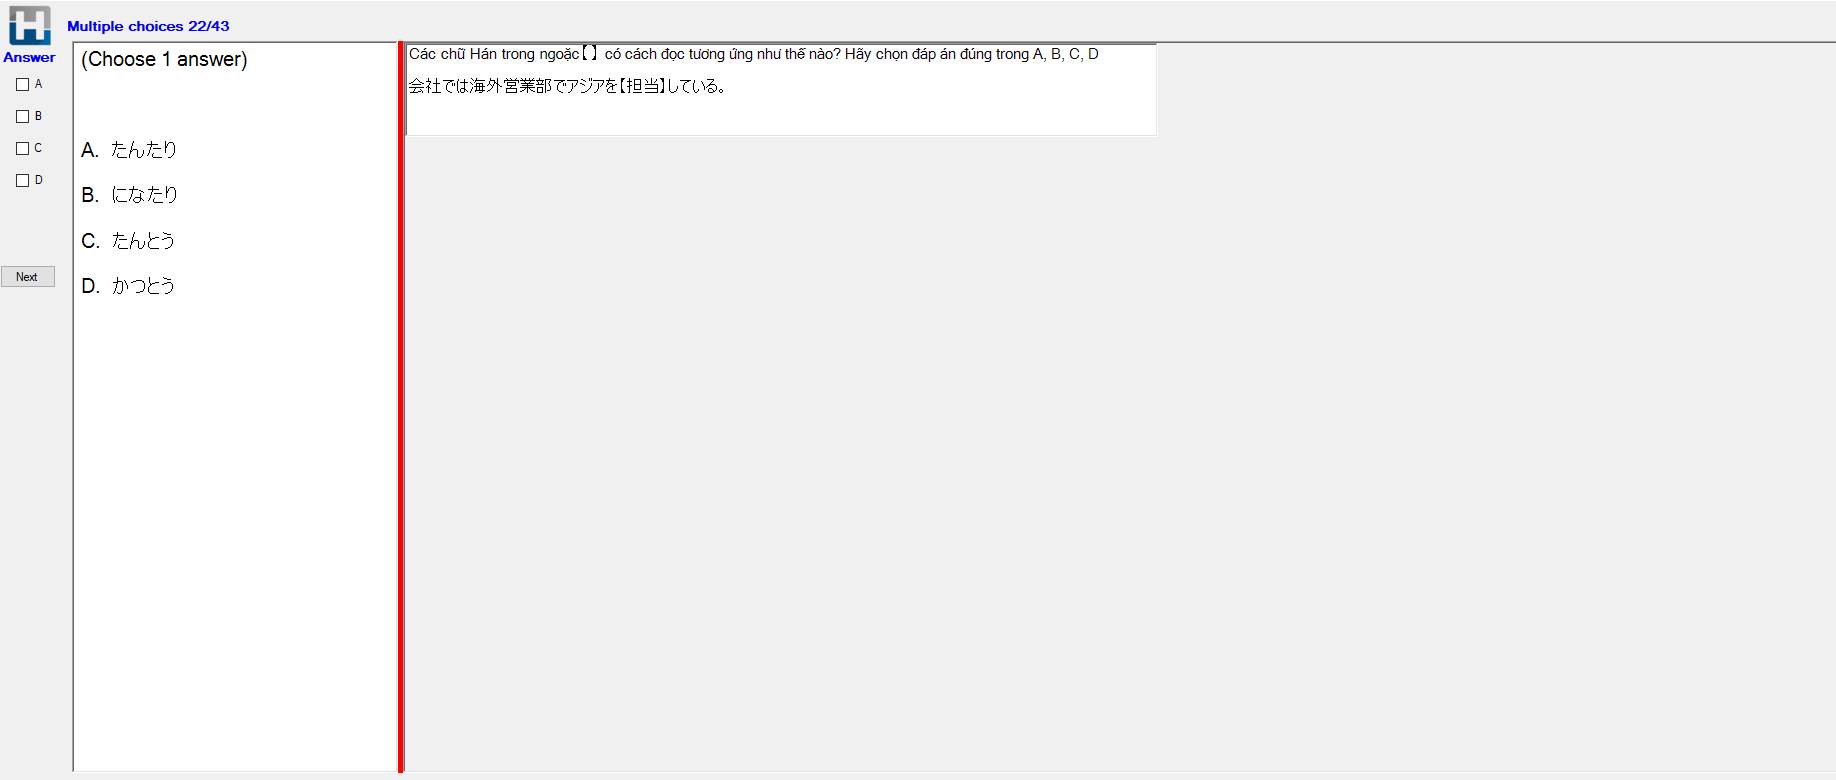 Multiple choices 22/43
Answer
A
B
C
D
Next
(Choose 1 answer)
A. たんたり
B. になたり
C. たんとう
D. かつとう
Các chữ Hán trong ngoặc【】 có cách đọc tương ứng như thế nào? Hãy chọn đáp án đúng trong A, B, C, D
会社では海外営業部でアジアを【担当】している。